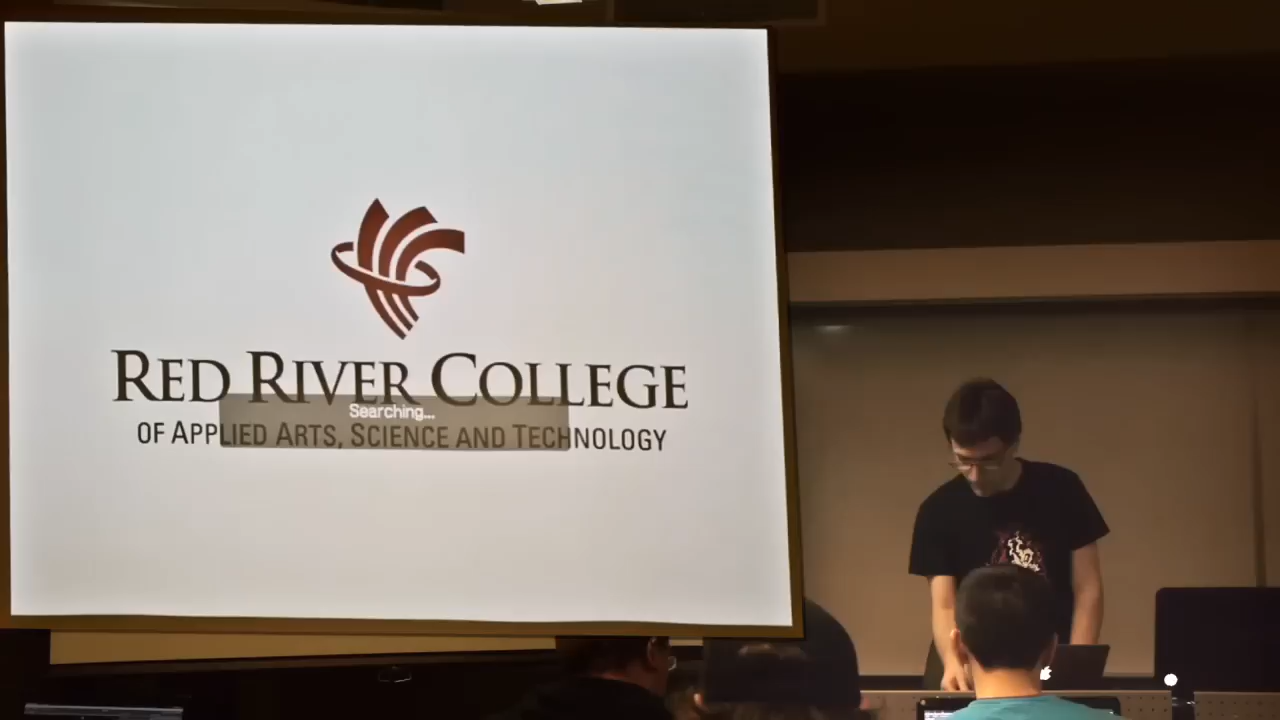 RED RIVER COLLEGE
Searching...
OF APPLIED ARTS, SCIENCE AND TECHNOLOGY